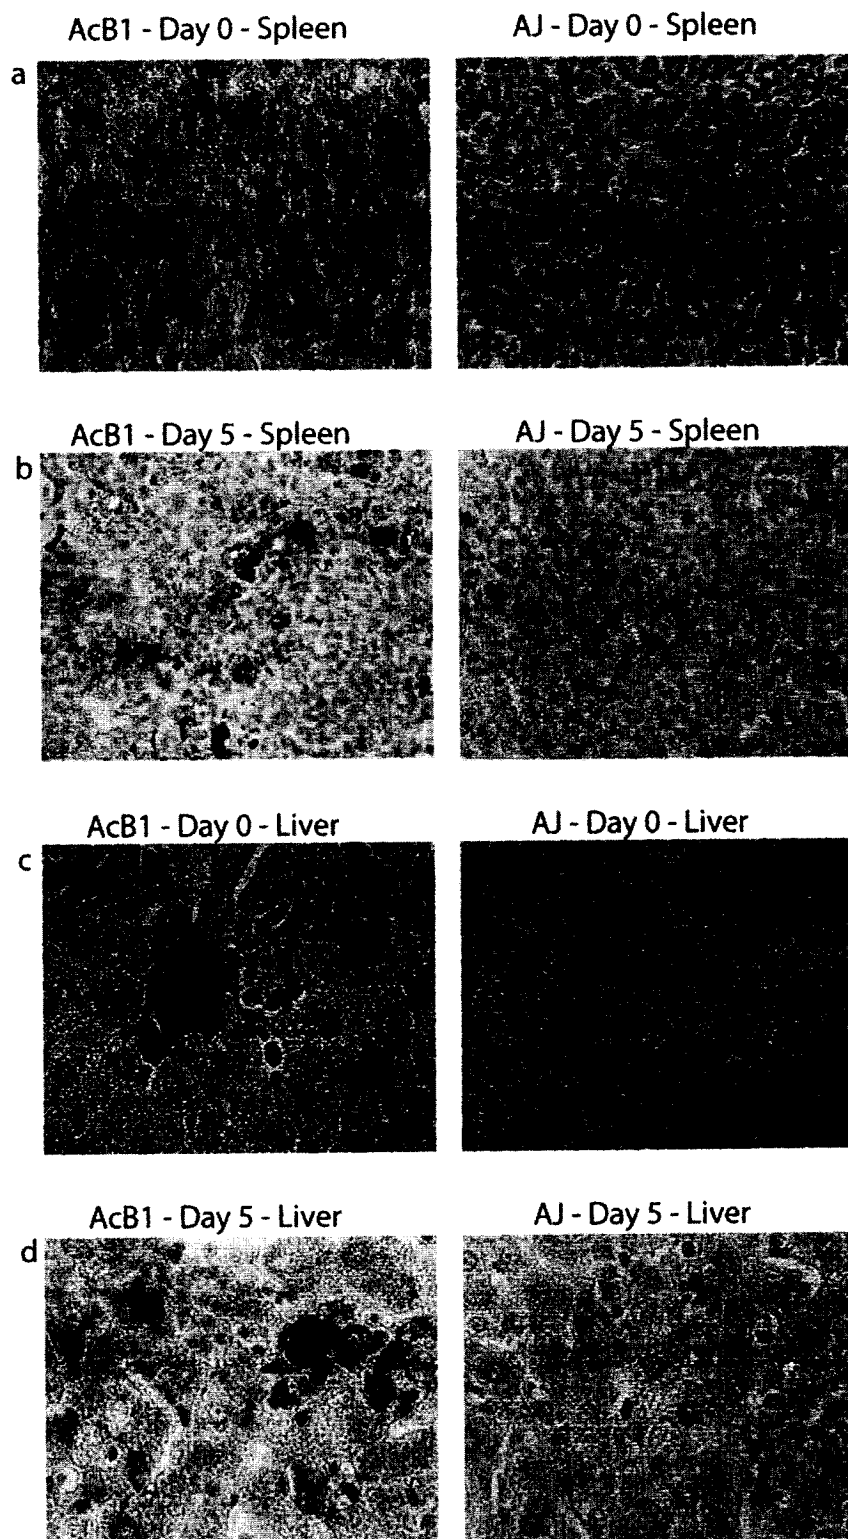 AcB1 - Day 0 - Spleen
AJ - Day 0 - Spleen
a
AcB1 - Day 5 - Spleen
AJ - Day 5 - Spleen
b
AcB1 - Day 0 - Liver
AJ - Day 0 - Liver
c
AcB1 - Day 5 - Liver
AJ - Day 5 - Liver
d